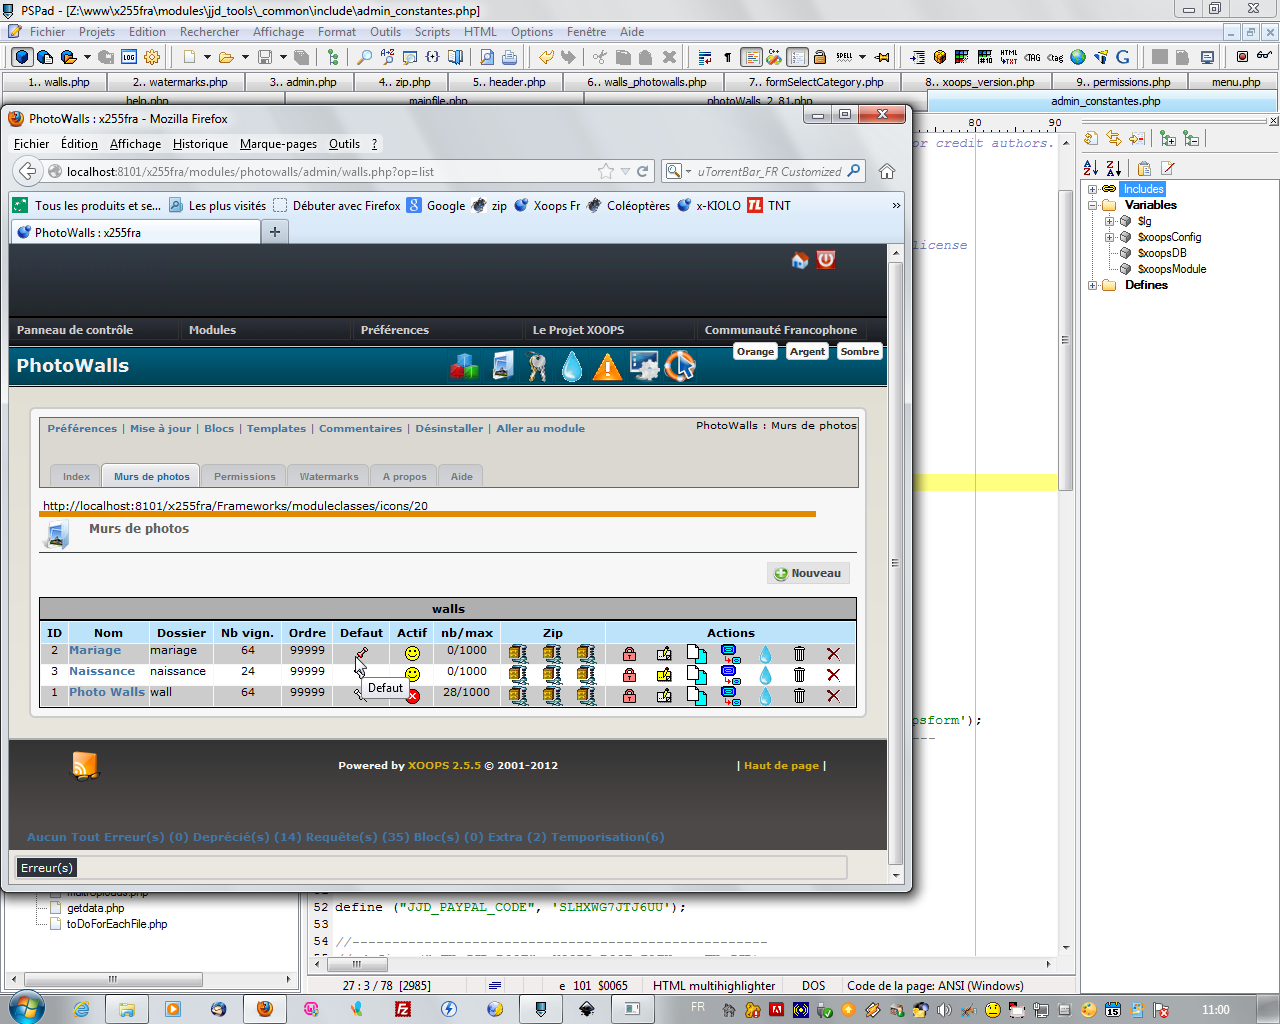 PSPad - [Z:\www\x255fra\modules\jjd_tools\_common\include\admin_constantes.php]
Fichier Projets Edition Rechercher Affichage Format Outils Scripts HTML Options Fenêtre Aide
1.. walls.php 2.. watermarks.php 3.. admin.php 4.. zip.php 5.. header.php 6.. walls_photowalls.php 7.. formSelectCategory.php 8.. xoops_version.php 9.. permissions.php menu.php
help.php mainfile.php photoWalls_2_81.php admin_constantes.php
PhotoWalls : x255fra - Mozilla Firefox
Fichier Édition Affichage Historique Marque-pages Outils ?
localhost:8101/x255fra/modules/photowalls/admin/walls.php?op=list
uTorrentBar_FR Customized
Tous les produits et se... Les plus visités Débuter avec Firefox Google zip Xoops Fr Coléoptères x-KIOLO TNT »
PhotoWalls : x255fra
Panneau de contrôle Modules Préférences Le Projet XOOPS Communauté Francophone
Orange Argent Sombre
PhotoWalls
Préférences | Mise à jour | Blocs | Templates | Commentaires | Désinstaller | Aller au module
PhotoWalls : Murs de photos
Index Murs de photos Permissions Watermarks A propos Aide
http://localhost:8101/x255fra/Frameworks/moduleclasses/icons/20
Murs de photos
Nouveau
walls
ID Nom Dossier Nb vign. Ordre Defaut Actif nb/max Zip Actions
2 Mariage mariage 64 99999 0/1000
3 Naissance naissance 24 99999 0/1000
1 Photo Walls wall 64 99999 28/1000
Defaut
Powered by XOOPS 2.5.5 © 2001-2012
| Haut de page |
Aucun Tout Erreur(s) (0) Deprécié(s) (14) Requête(s) (35) Bloc(s) (0) Extra (2) Temporisation(6)
Erreur(s)
80 90
or credit authors.
license
psform');
Includes
Variables
$lg
$xoopsConfig
$xoopsDB
$xoopsModule
Defines
getdata.php
toDoForEachFile.php
52 define ("JJD_PAYPAL_CODE", 'SLHXWG7JTJ6UU');
53
54 //----------------------------------------------------
27 : 3 / 78 [2985] e 101 $0065 HTML multihighlighter DOS Code de la page: ANSI (Windows)
FR 11:00